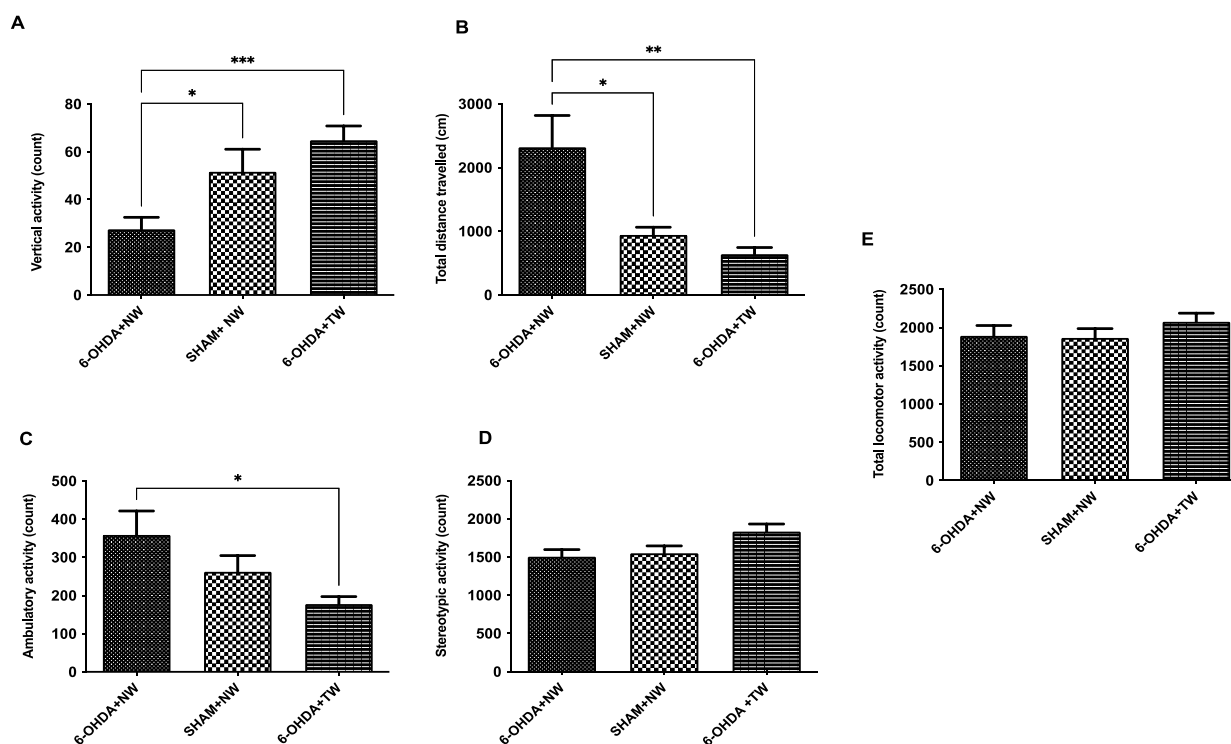 A
***
*
80
60
40
20
0
Vertical activity (count)
6-OHDA+NW
SHAM+ NW
6-OHDA+TW
B
**
*
3000
2000
1000
0
Total distance travelled (cm)
6-OHDA+NW
SHAM+NW
6-OHDA+TW
C
*
500
400
300
200
100
0
Ambulatory activity (count)
6-OHDA+NW
SHAM+NW
6-OHDA+TW
D
2500
2000
1500
1000
500
0
Stereotypic activity (count)
6-OHDA+NW
SHAM+NW
6-OHDA +TW
E
2500
2000
1500
1000
500
0
Total locomotor activity (count)
6-OHDA+NW
SHAM+NW
6-OHDA+TW